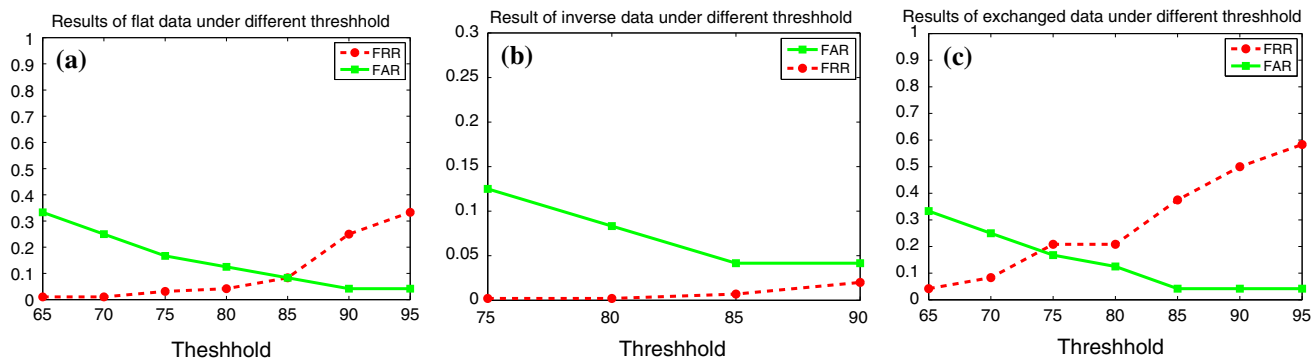 Results of flat data under different threshhold
(a)
FRR
FAR
1
0.9
0.8
0.7
0.6
0.5
0.4
0.3
0.2
0.1
0
65 70 75 80 85 90 95
Theshhold
Result of inverse data under different threshhold
(b)
FAR
FRR
0.3
0.25
0.2
0.15
0.1
0.05
0
75 80 85 90
Threshhold
Results of exchanged data under different threshhold
(c)
FRR
FAR
1
0.9
0.8
0.7
0.6
0.5
0.4
0.3
0.2
0.1
0
65 70 75 80 85 90 95
Threshhold